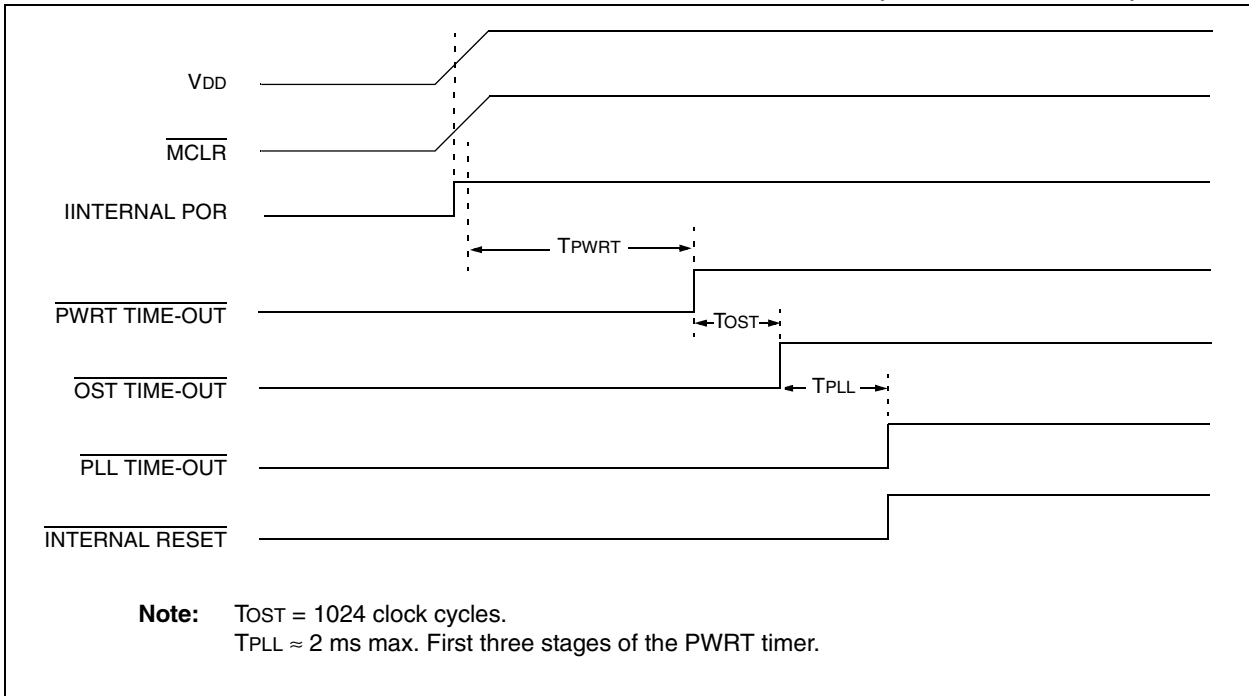 VDD
MCLR
IINTERNAL POR
TPWRT
PWRT TIME-OUT
TOST
OST TIME-OUT
TPLL
PLL TIME-OUT
INTERNAL RESET
Note: TOST = 1024 clock cycles.
TPLL ≈ 2 ms max. First three stages of the PWRT timer.